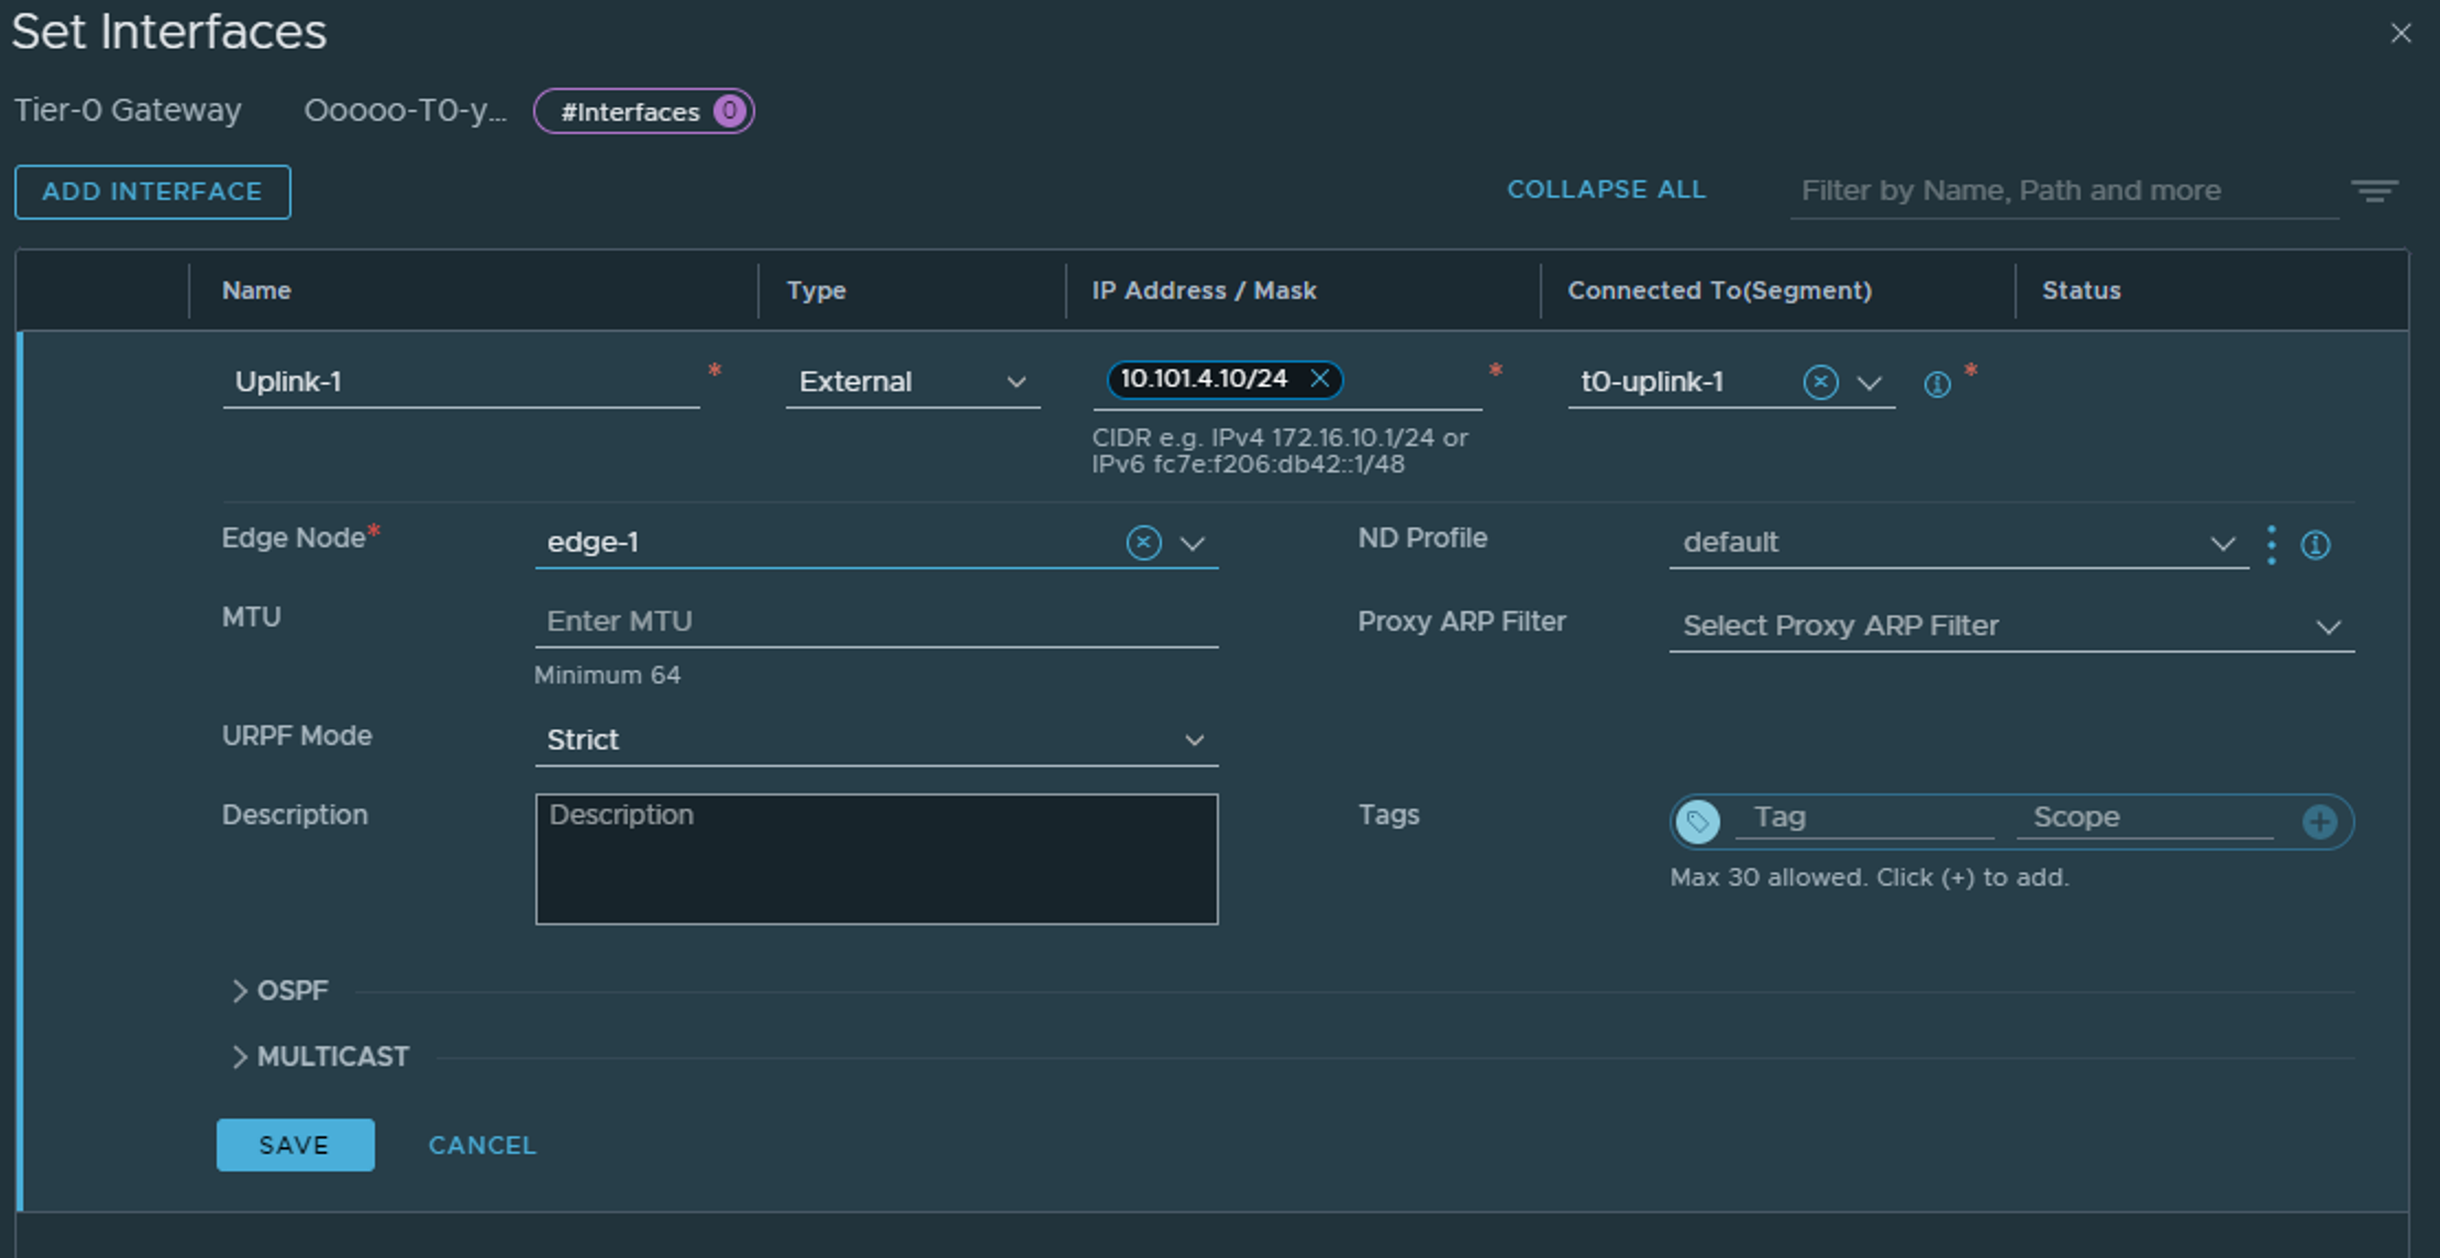 Set Interfaces
Tier-0 Gateway Ooooo-T0-y... #Interfaces 0
ADD INTERFACE COLLAPSE ALL Filter by Name, Path and more
Name Type IP Address / Mask Connected To(Segment) Status
Uplink-1 * External 10.101.4.10/24 * t0-uplink-1 *
CIDR e.g. IPv4 172.16.10.1/24 or
IPv6 fc7e:f206:db42::1/48
Edge Node* edge-1 ND Profile default
MTU Enter MTU Proxy ARP Filter Select Proxy ARP Filter
Minimum 64
URPF Mode Strict
Description Description Tags Tag Scope
Max 30 allowed. Click (+) to add.
OSPF
MULTICAST
SAVE CANCEL